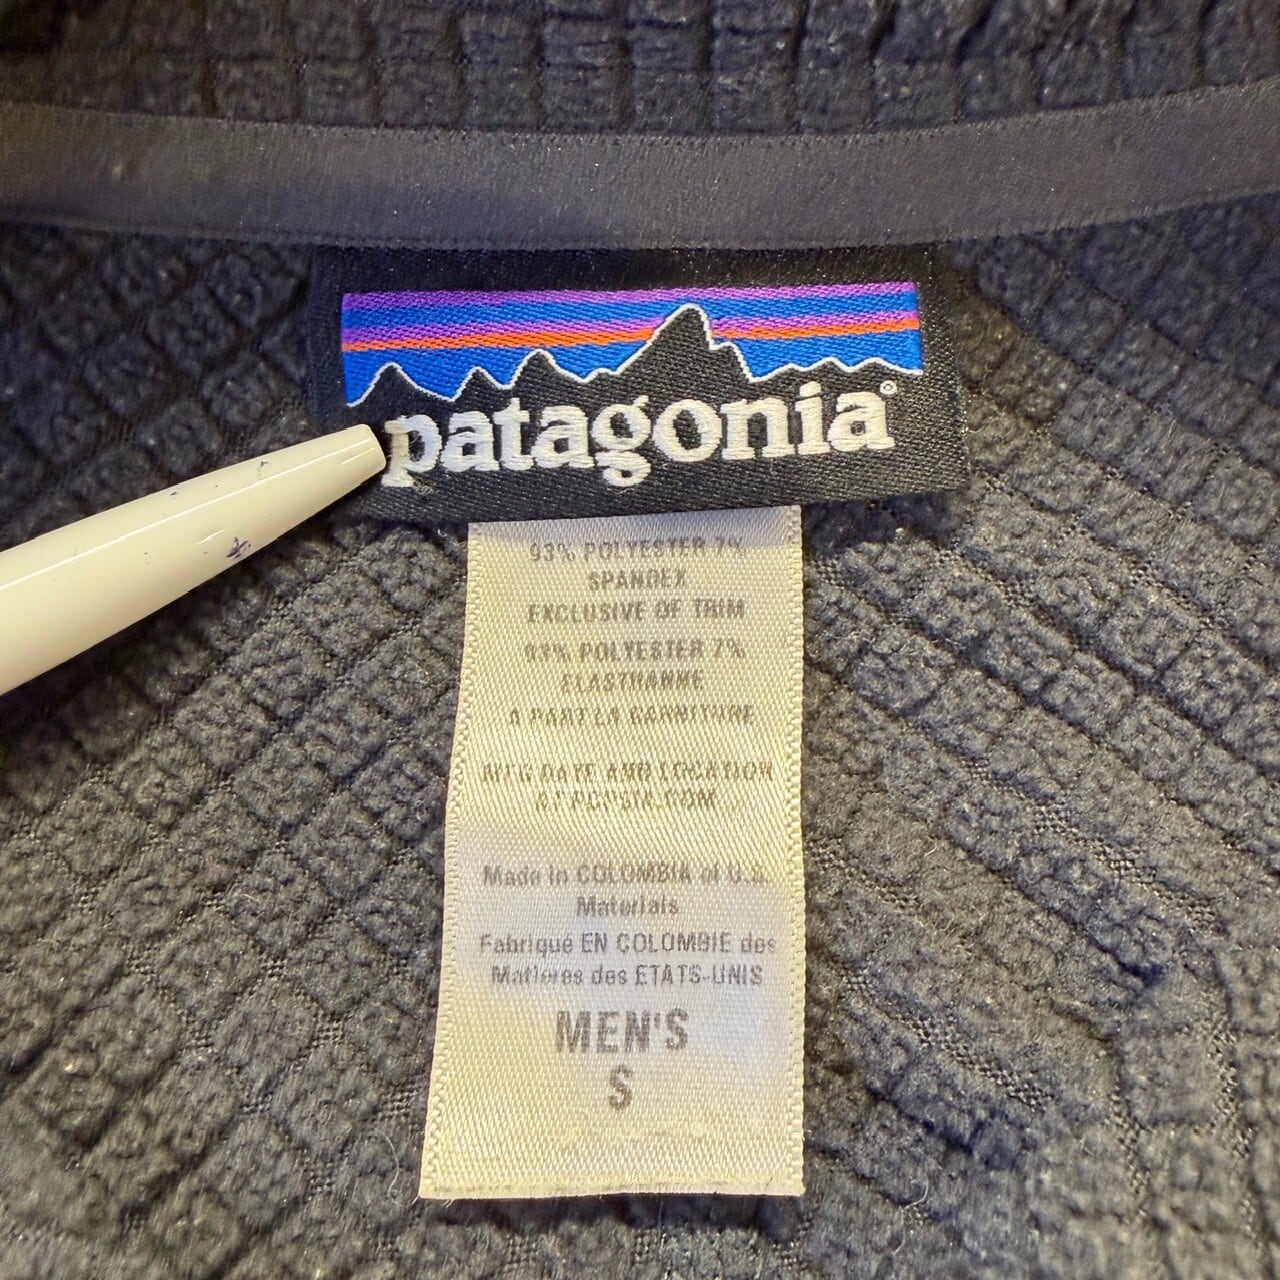 patagonia®
93% POLYESTER 7%
SPANDEX
EXCLUSIVE OF TRIM
93% POLYESTER 7%
ELASTHANNE
A PART LA GARNITURE
MFG DATE AND LOCATION
AT PCPSIA.COM
Made in COLOMBIA of U.S.
Materials
Fabriqué EN COLOMBIE des
Matières des ETATS-UNIS
MEN'S
S